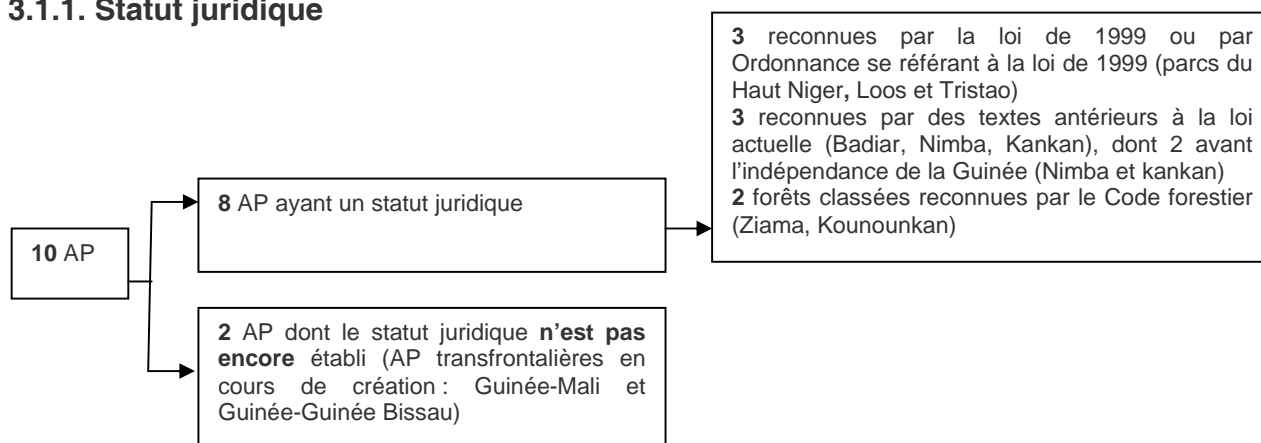 3.1.1. Statut juridique
10 AP
8 AP ayant un statut juridique
2 AP dont le statut juridique n'est pas
encore établi (AP transfrontalières en
cours de création : Guinée-Mali et
Guinée-Guinée Bissau)
3 reconnues par la loi de 1999 ou par
Ordonnance se référant à la loi de 1999 (parcs du
Haut Niger, Loos et Tristao)
3 reconnues par des textes antérieurs à la loi
actuelle (Badiar, Nimba, Kankan), dont 2 avant
l'indépendance de la Guinée (Nimba et kankan)
2 forêts classées reconnues par le Code forestier
(Ziama, Kounounkan)